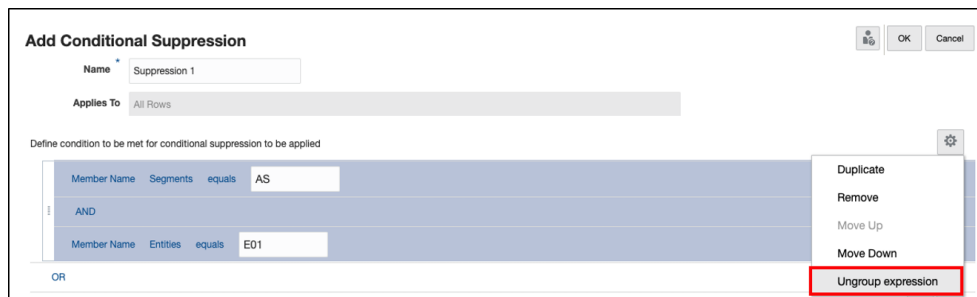 Add Conditional Suppression
OK
Cancel
Name * Suppression 1
Applies To All Rows
Define condition to be met for conditional suppression to be applied
Member Name Segments equals AS
AND
Member Name Entities equals E01
OR
Duplicate
Remove
Move Up
Move Down
Ungroup expression